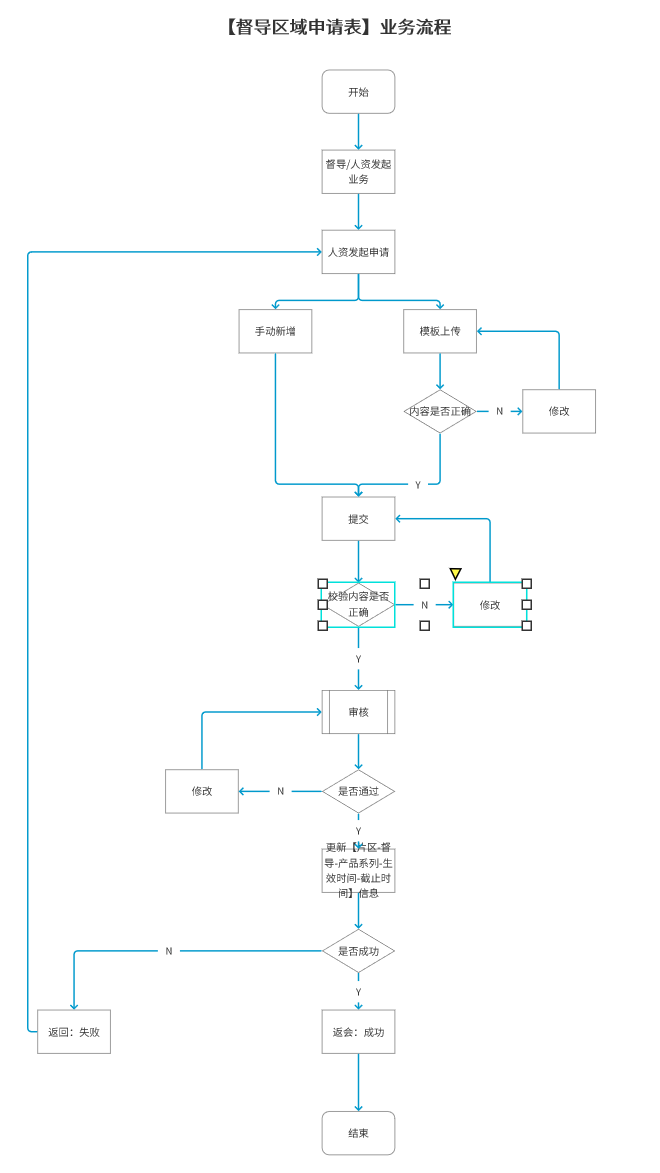 【督导区域申请表】业务流程
开始
督导/人资发起
业务
人资发起申请
手动新增
模板上传
内容是否正确
N
修改
Y
提交
校验内容是否
正确
N
修改
Y
审核
修改
N
是否通过
Y
更新【片区-督
导-产品系列-生
效时间-截止时
间】信息
N
是否成功
Y
返回：失败
返会：成功
结束